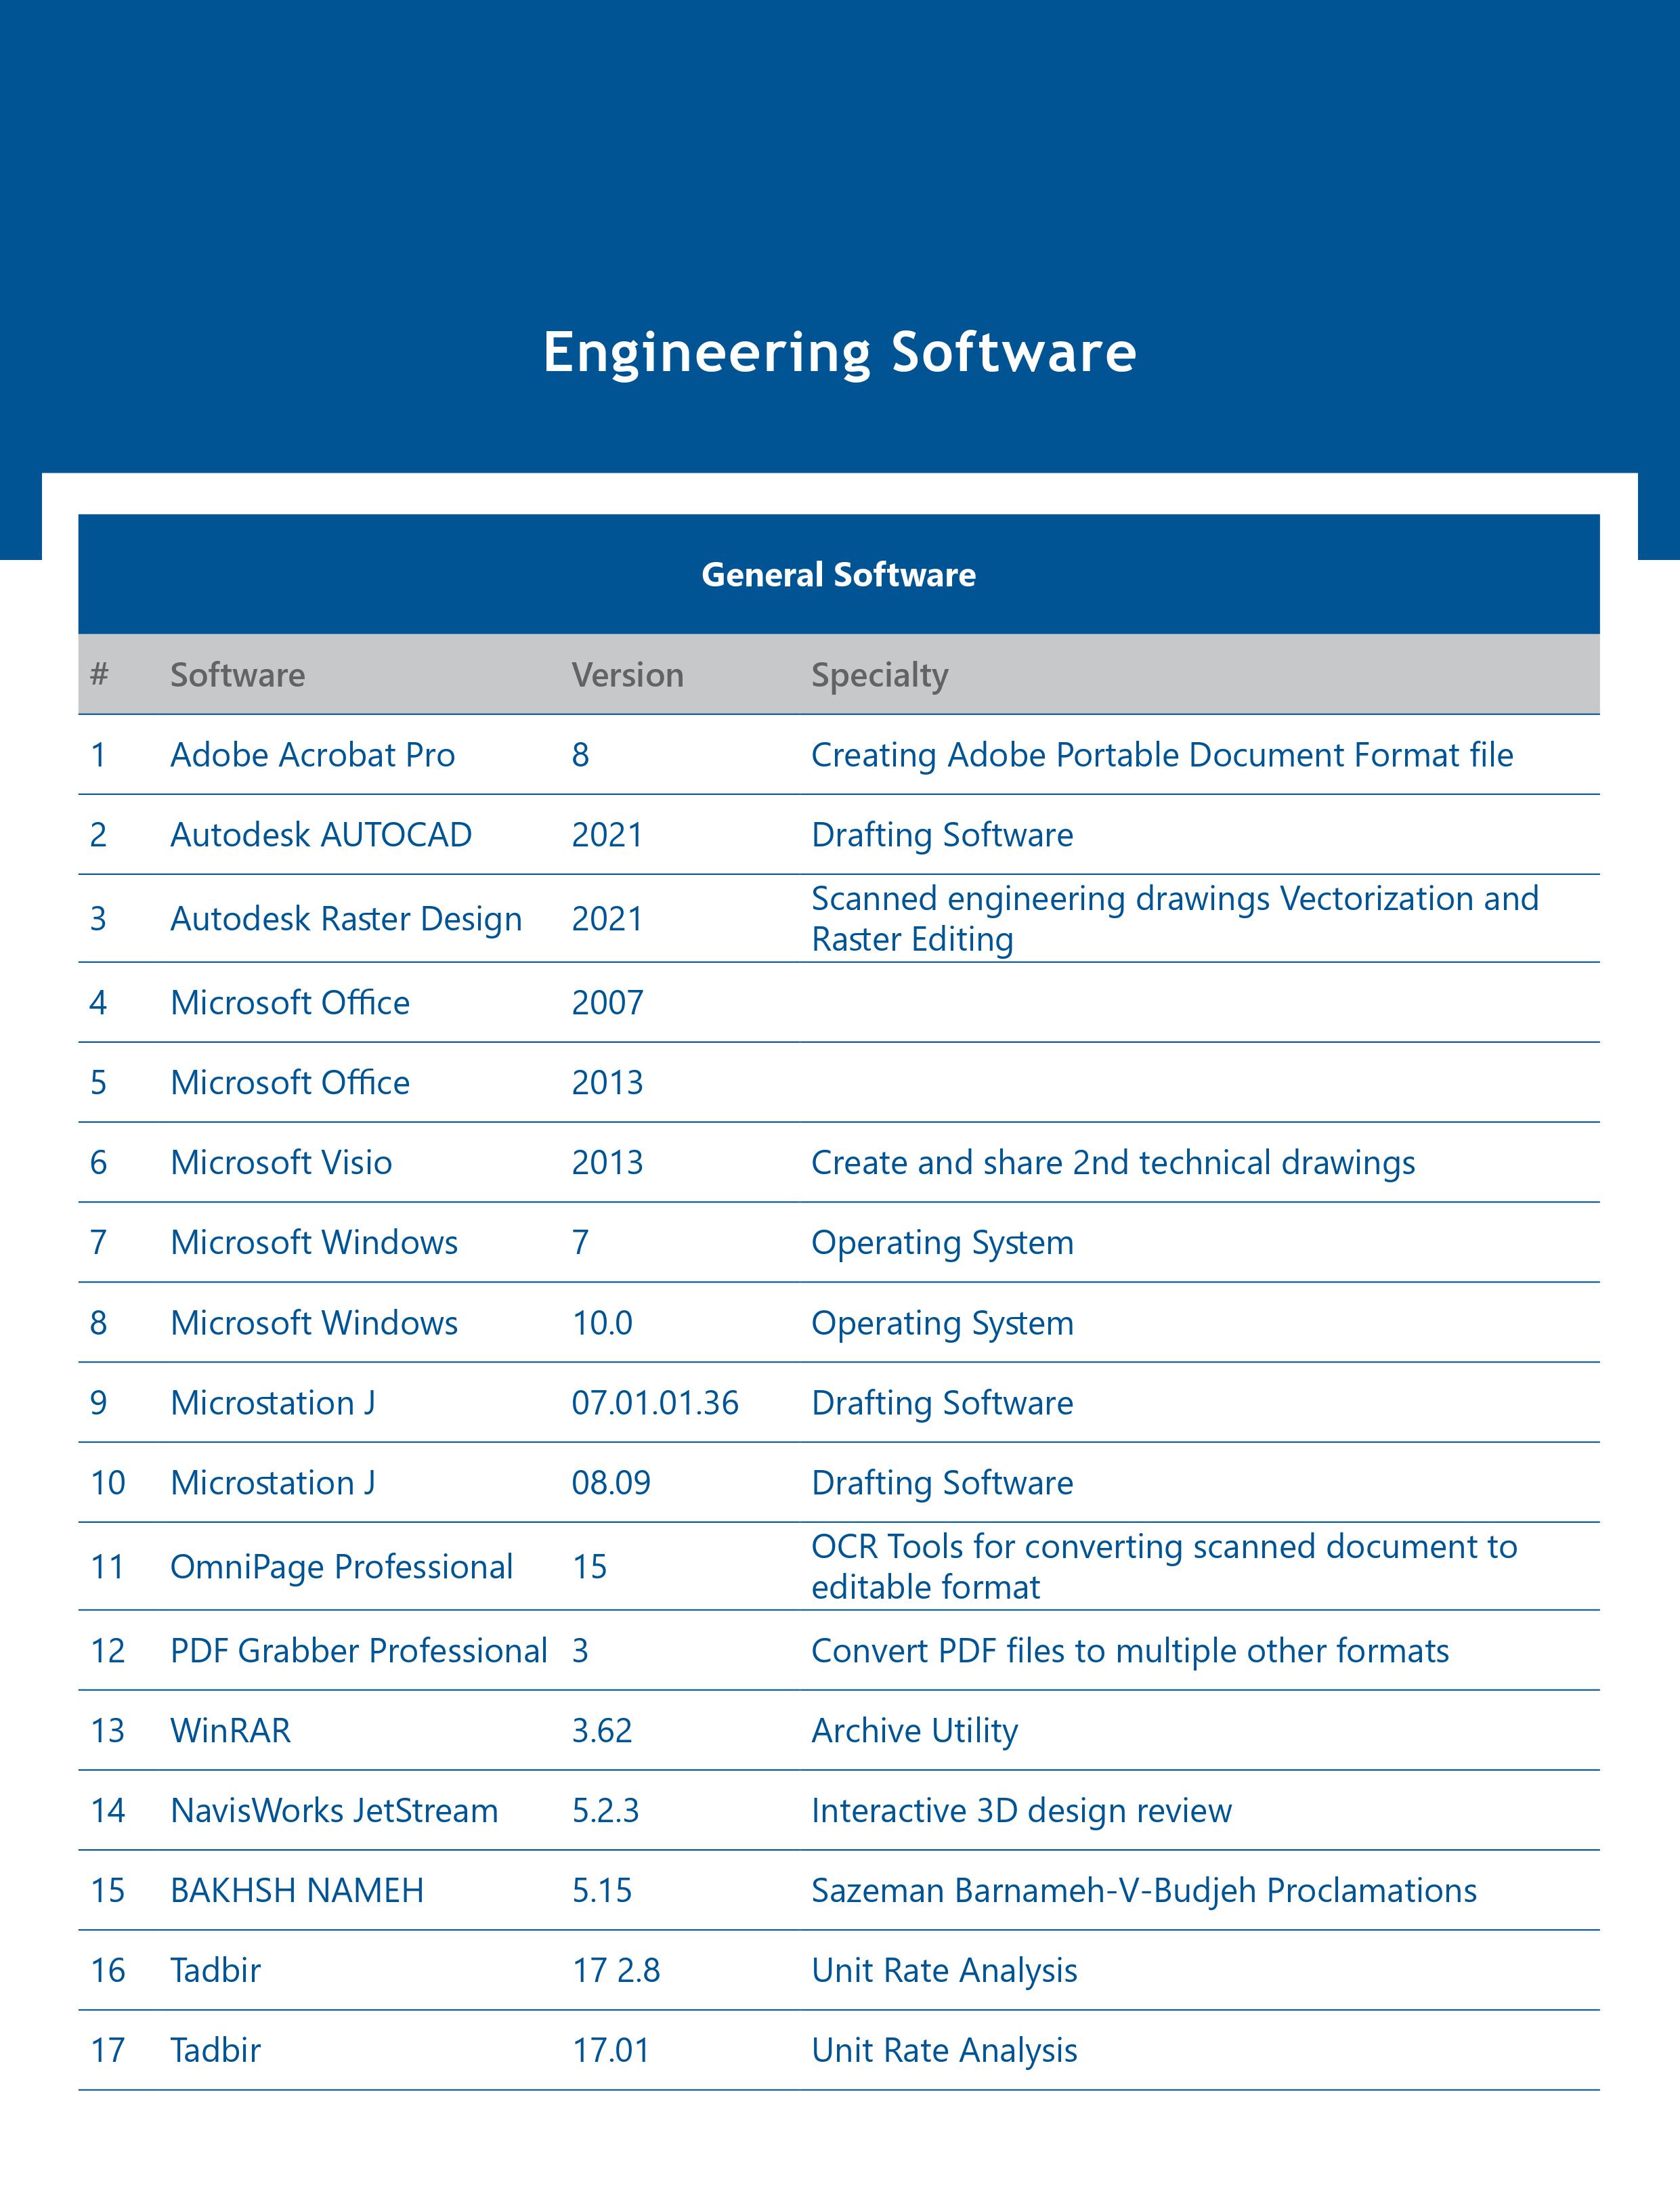 Engineering Software
General Software
# Software Version Specialty
1 Adobe Acrobat Pro 8 Creating Adobe Portable Document Format file
2 Autodesk AUTOCAD 2021 Drafting Software
3 Autodesk Raster Design 2021 Scanned engineering drawings Vectorization and
Raster Editing
4 Microsoft Office 2007
5 Microsoft Office 2013
6 Microsoft Visio 2013 Create and share 2nd technical drawings
7 Microsoft Windows 7 Operating System
8 Microsoft Windows 10.0 Operating System
9 Microstation J 07.01.01.36 Drafting Software
10 Microstation J 08.09 Drafting Software
11 OmniPage Professional 15 OCR Tools for converting scanned document to
editable format
12 PDF Grabber Professional 3 Convert PDF files to multiple other formats
13 WinRAR 3.62 Archive Utility
14 NavisWorks JetStream 5.2.3 Interactive 3D design review
15 BAKHSH NAMEH 5.15 Sazeman Barnameh-V-Budjeh Proclamations
16 Tadbir 17 2.8 Unit Rate Analysis
17 Tadbir 17.01 Unit Rate Analysis